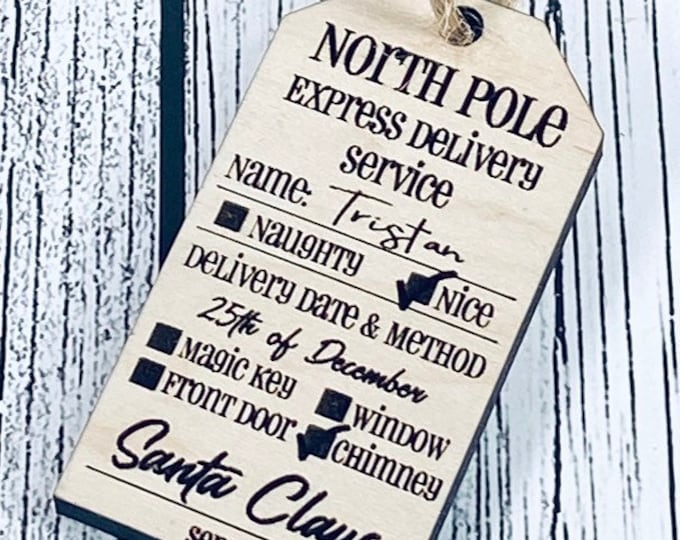 NORTH POLE
EXPRESS DELIVERY
SERVICE
NAME: Tristan
NAUGHTY NICE
DELIVERY DATE & METHOD
25th of December
MAGIC KEY WINDOW
FRONT DOOR CHIMNEY
Santa Claus